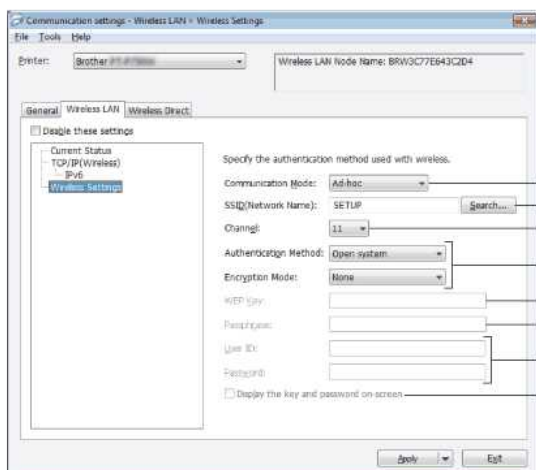 Communication settings - Wireless LAN > Wireless Settings
File Tools Help
Printer: Brother
Wireless LAN Node Name: BRW3C77E643C2D4
General Wireless LAN Wireless Direct
Disable these settings
Current Status
TCP/IP(Wireless)
IPv6
Wireless Settings
Specify the authentication method used with wireless.
Communication Mode: Ad-hoc
SSID(Network Name): SETUP Search...
Channel: 11
Authentication Method: Open system
Encryption Mode: None
WEP Key:
Passphrase:
User ID:
Password:
Display the key and password on-screen
Apply Exit